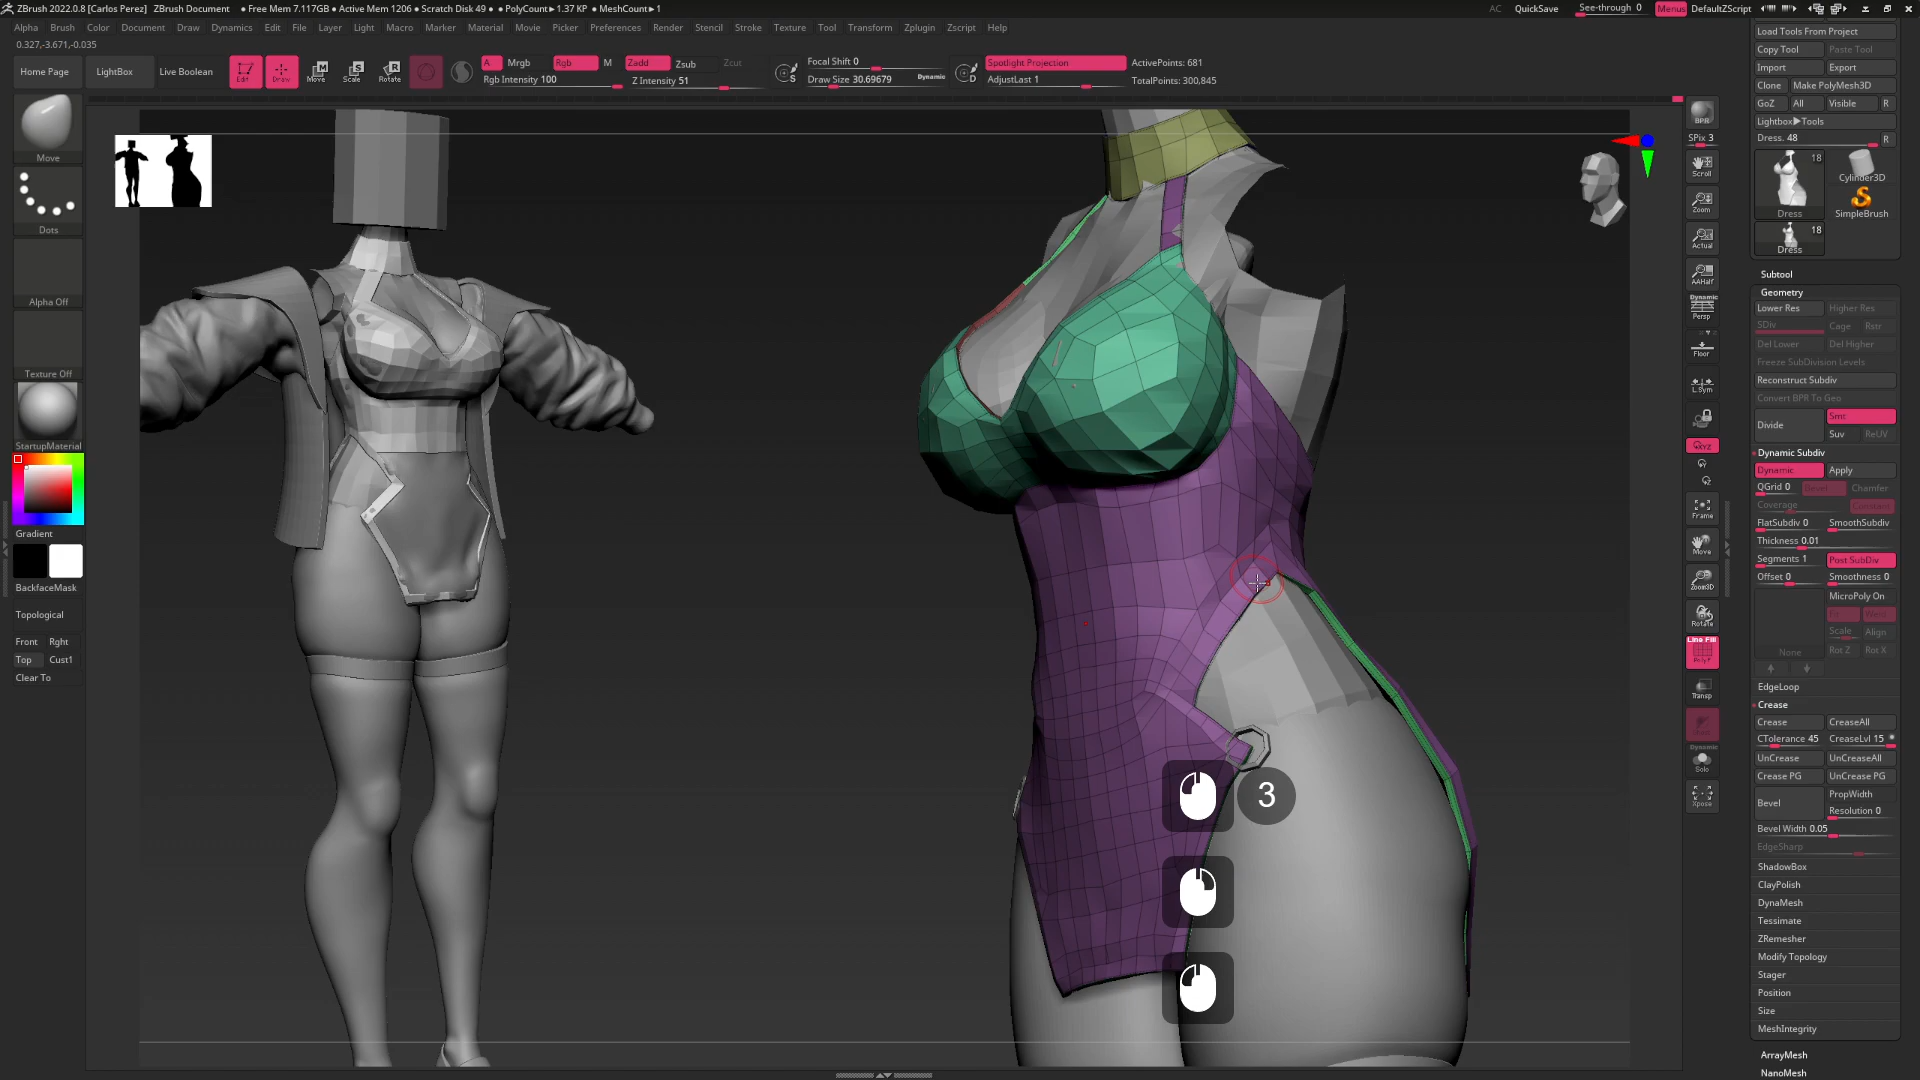 ZBrush 2022.0.8 [Carlos Perez] ZBrush Document • Free Mem 7.117GB • Active Mem 1206 • Scratch Disk 49 • • PolyCount▸1.37 KP • MeshCount▸1
AC QuickSave See-through 0 Menus DefaultZScript
Alpha Brush Color Document Draw Dynamics Edit File Layer Light Macro Marker Material Movie Picker Preferences Render Stencil Stroke Texture Tool Transform Zplugin Zscript Help
0.327,-3.671,-0.035
Home Page LightBox Live Boolean
Edit Draw Move Scale Rotate
A Mrgb Rgb M Zadd Zsub Zcut
Rgb Intensity 100 Z Intensity 51
Focal Shift 0
Draw Size 30.69679 Dynamic
Spotlight Projection ActivePoints: 681
AdjustLast 1 TotalPoints: 300,845
Move
Dots
Alpha Off
Texture Off
StartupMaterial
Gradient
BackfaceMask
Topological
Front Rght
Top Cust1
Clear To
3
BPR
SPix 3
Scroll
Zoom
Actual
AAHalf
Dynamic
Persp
Floor
L.Sym
XYZ
Frame
Move
Zoom3D
Rotate
Line Fill
PolyF
Transp
Dynamic
Solo
Xpose
Load Tools From Project
Copy Tool Paste Tool
Import Export
Clone Make PolyMesh3D
GoZ All Visible R
Lightbox▶Tools
Dress. 48 R
18
Dress
Cylinder3D
SimpleBrush
18
Dress
Subtool
Geometry
Lower Res Higher Res
SDiv Cage Rstr
Del Lower Del Higher
Freeze SubDivision Levels
Reconstruct Subdiv
Convert BPR To Geo
Divide Smt
Suv ReUV
Dynamic Subdiv
Dynamic Apply
QGrid 0 Bevel Chamfer
Coverage Constant
FlatSubdiv 0 SmoothSubdiv
Thickness 0.01
Segments 1 Post SubDiv
Offset 0 Smoothness 0
MicroPoly On
Scale Align
None Rot Z Rot X
EdgeLoop
Crease
Crease CreaseAll
CTolerance 45 CreaseLvl 15
UnCrease UnCreaseAll
Crease PG UnCrease PG
Bevel PropWidth
Resolution 0
Bevel Width 0.05
EdgeSharp
ShadowBox
ClayPolish
DynaMesh
Tessimate
ZRemesher
Modify Topology
Stager
Position
Size
MeshIntegrity
ArrayMesh
NanoMesh